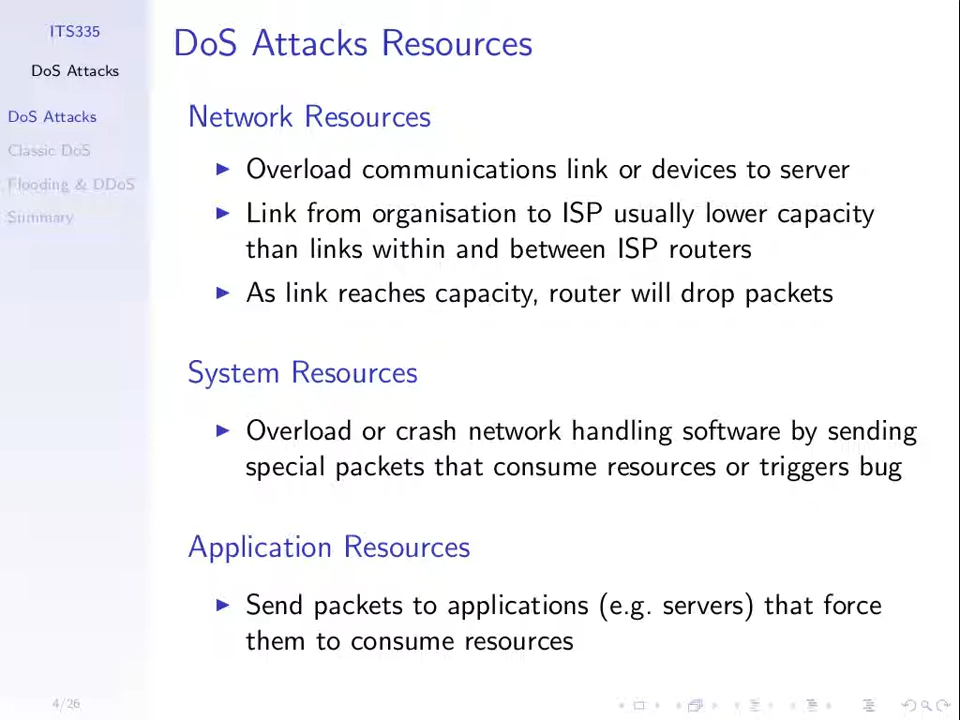 ITS335
DoS Attacks
DoS Attacks
Classic DoS
Flooding & DDoS
Summary
DoS Attacks Resources
Network Resources
Overload communications link or devices to server
Link from organisation to ISP usually lower capacity
than links within and between ISP routers
As link reaches capacity, router will drop packets
System Resources
Overload or crash network handling software by sending
special packets that consume resources or triggers bug
Application Resources
Send packets to applications (e.g. servers) that force
them to consume resources
4/26